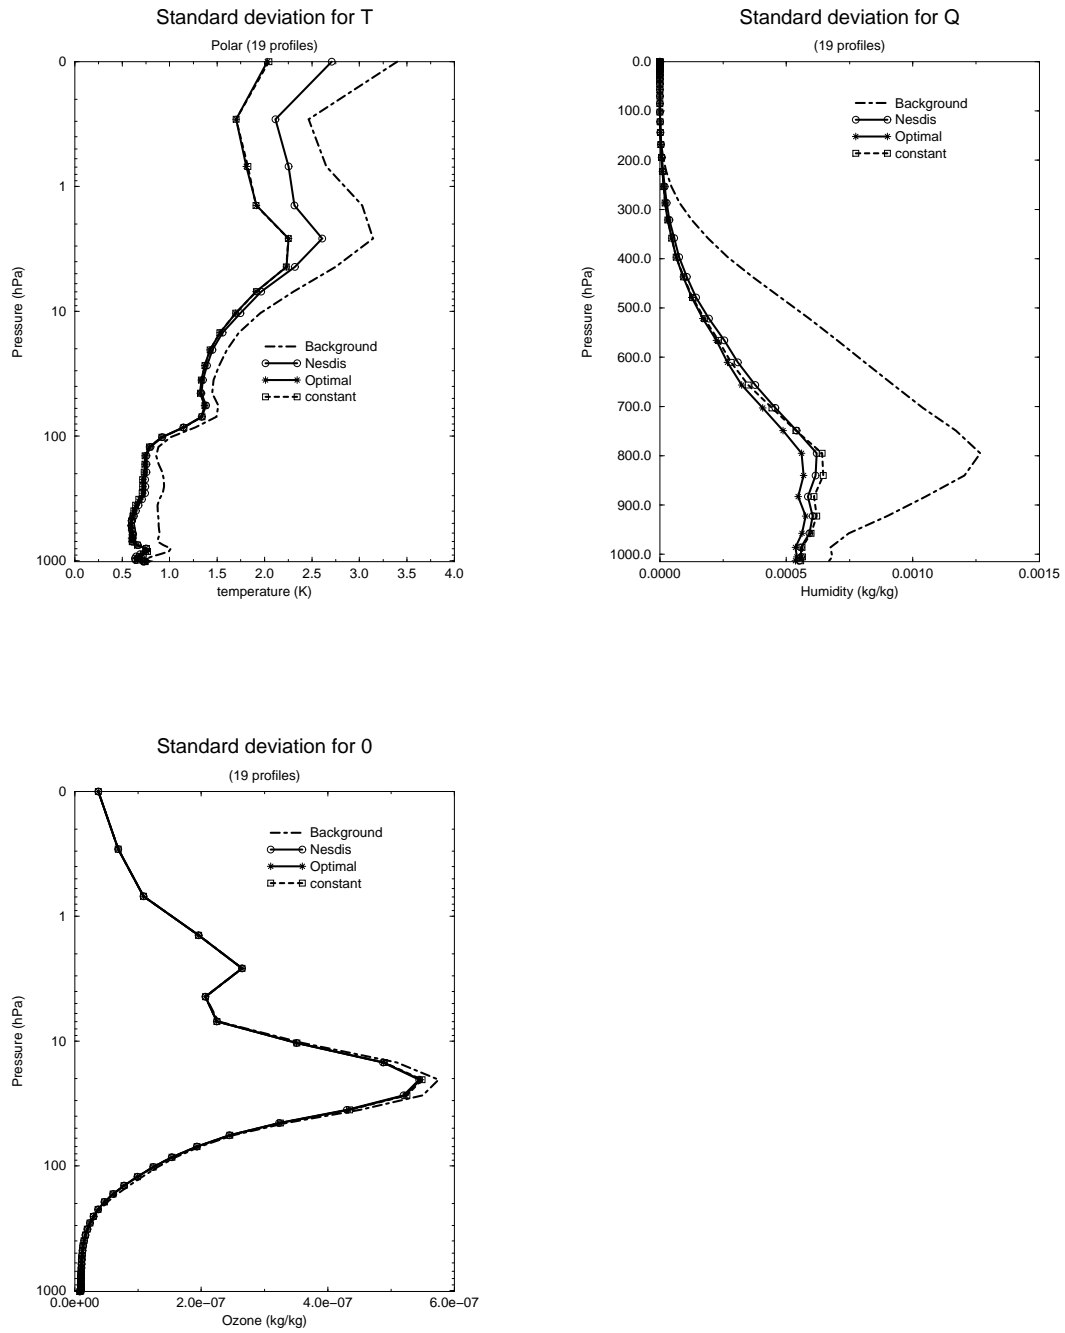 Standard deviation for T
Polar (19 profiles)
0
1
10
100
1000
Pressure (hPa)
Background
Nesdis
Optimal
constant
0.0 0.5 1.0 1.5 2.0 2.5 3.0 3.5 4.0
temperature (K)
Standard deviation for Q
(19 profiles)
0.0
100.0
200.0
300.0
400.0
500.0
600.0
700.0
800.0
900.0
1000.0
Pressure (hPa)
Background
Nesdis
Optimal
constant
0.0000 0.0005 0.0010 0.0015
Humidity (kg/kg)
Standard deviation for 0
(19 profiles)
0
1
10
100
1000
Pressure (hPa)
Background
Nesdis
Optimal
constant
0.0e+00 2.0e−07 4.0e−07 6.0e−07
Ozone (kg/kg)